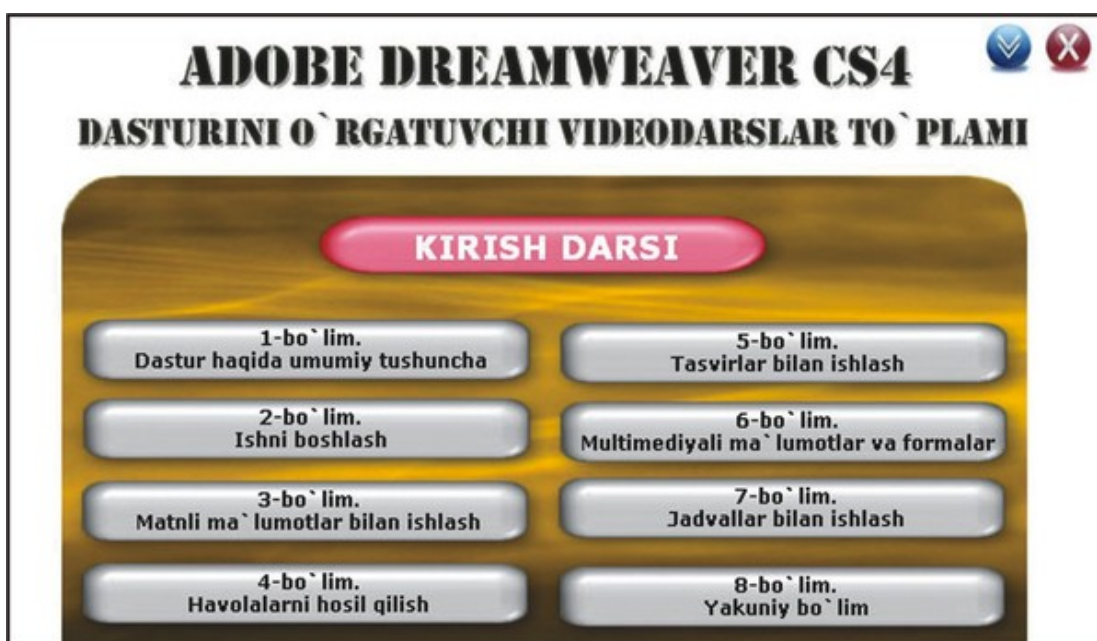 ADOBE DREAMWEAVER CS4
DASTURINI O`RGATUVCHI VIDEODARSLAR TO`PLAMI
KIRISH DARSI
1-bo`lim.
Dastur haqida umumiy tushuncha
2-bo`lim.
Ishni boshlash
3-bo`lim.
Matnli ma`lumotlar bilan ishlash
4-bo`lim.
Havolalarni hosil qilish
5-bo`lim.
Tasvirlar bilan ishlash
6-bo`lim.
Multimediyali ma`lumotlar va formalar
7-bo`lim.
Jadvallar bilan ishlash
8-bo`lim.
Yakuniy bo`lim